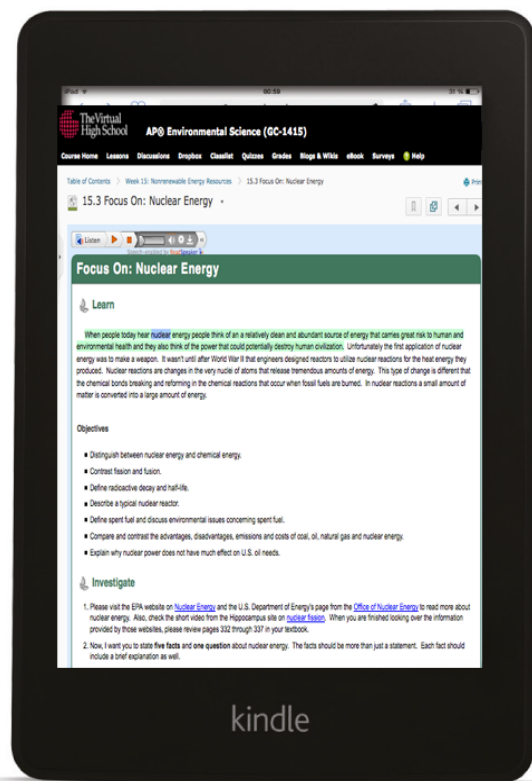 iPod
00:58
31 %
TheVirtual
High School
AP® Environmental Science (GC-1415)
Course Home Lessons Discussions Dropbox Classlist Quizzes Grades Blogs & Wikis eBook Surveys Help
Table of Contents > Week 15: Nonrenewable Energy Resources > 15.3 Focus On: Nuclear Energy
Prin
15.3 Focus On: Nuclear Energy
Listen
Speech enabled by ReadSpeaker
Focus On: Nuclear Energy
Learn
When people today hear nuclear energy people think of an a relatively clean and abundant source of energy that carries great risk to human and
environmental health and they also think of the power that could potentially destroy human civilization. Unfortunately the first application of nuclear
energy was to make a weapon. It wasn't until after World War II that engineers designed reactors to utilize nuclear reactions for the heat energy they
produced. Nuclear reactions are changes in the very nuclei of atoms that release tremendous amounts of energy. This type of change is different that
the chemical bonds breaking and reforming in the chemical reactions that occur when fossil fuels are burned. In nuclear reactions a small amount of
matter is converted into a large amount of energy.
Objectives
Distinguish between nuclear energy and chemical energy.
Contrast fission and fusion.
Define radioactive decay and half-life.
Describe a typical nuclear reactor.
Define spent fuel and discuss environmental issues concerning spent fuel.
Compare and contrast the advantages, disadvantages, emissions and costs of coal, oil, natural gas and nuclear energy.
Explain why nuclear power does not have much effect on U.S. oil needs.
Investigate
1. Please visit the EPA website on Nuclear Energy and the U.S. Department of Energy's page from the Office of Nuclear Energy to read more about
nuclear energy. Also, check the short video from the Hippocampus site on nuclear fission. When you are finished looking over the information
provided by those websites, please review pages 332 through 337 in your textbook.
2. Now, I want you to state five facts and one question about nuclear energy. The facts should be more than just a statement. Each fact should
include a brief explanation as well.
kindle